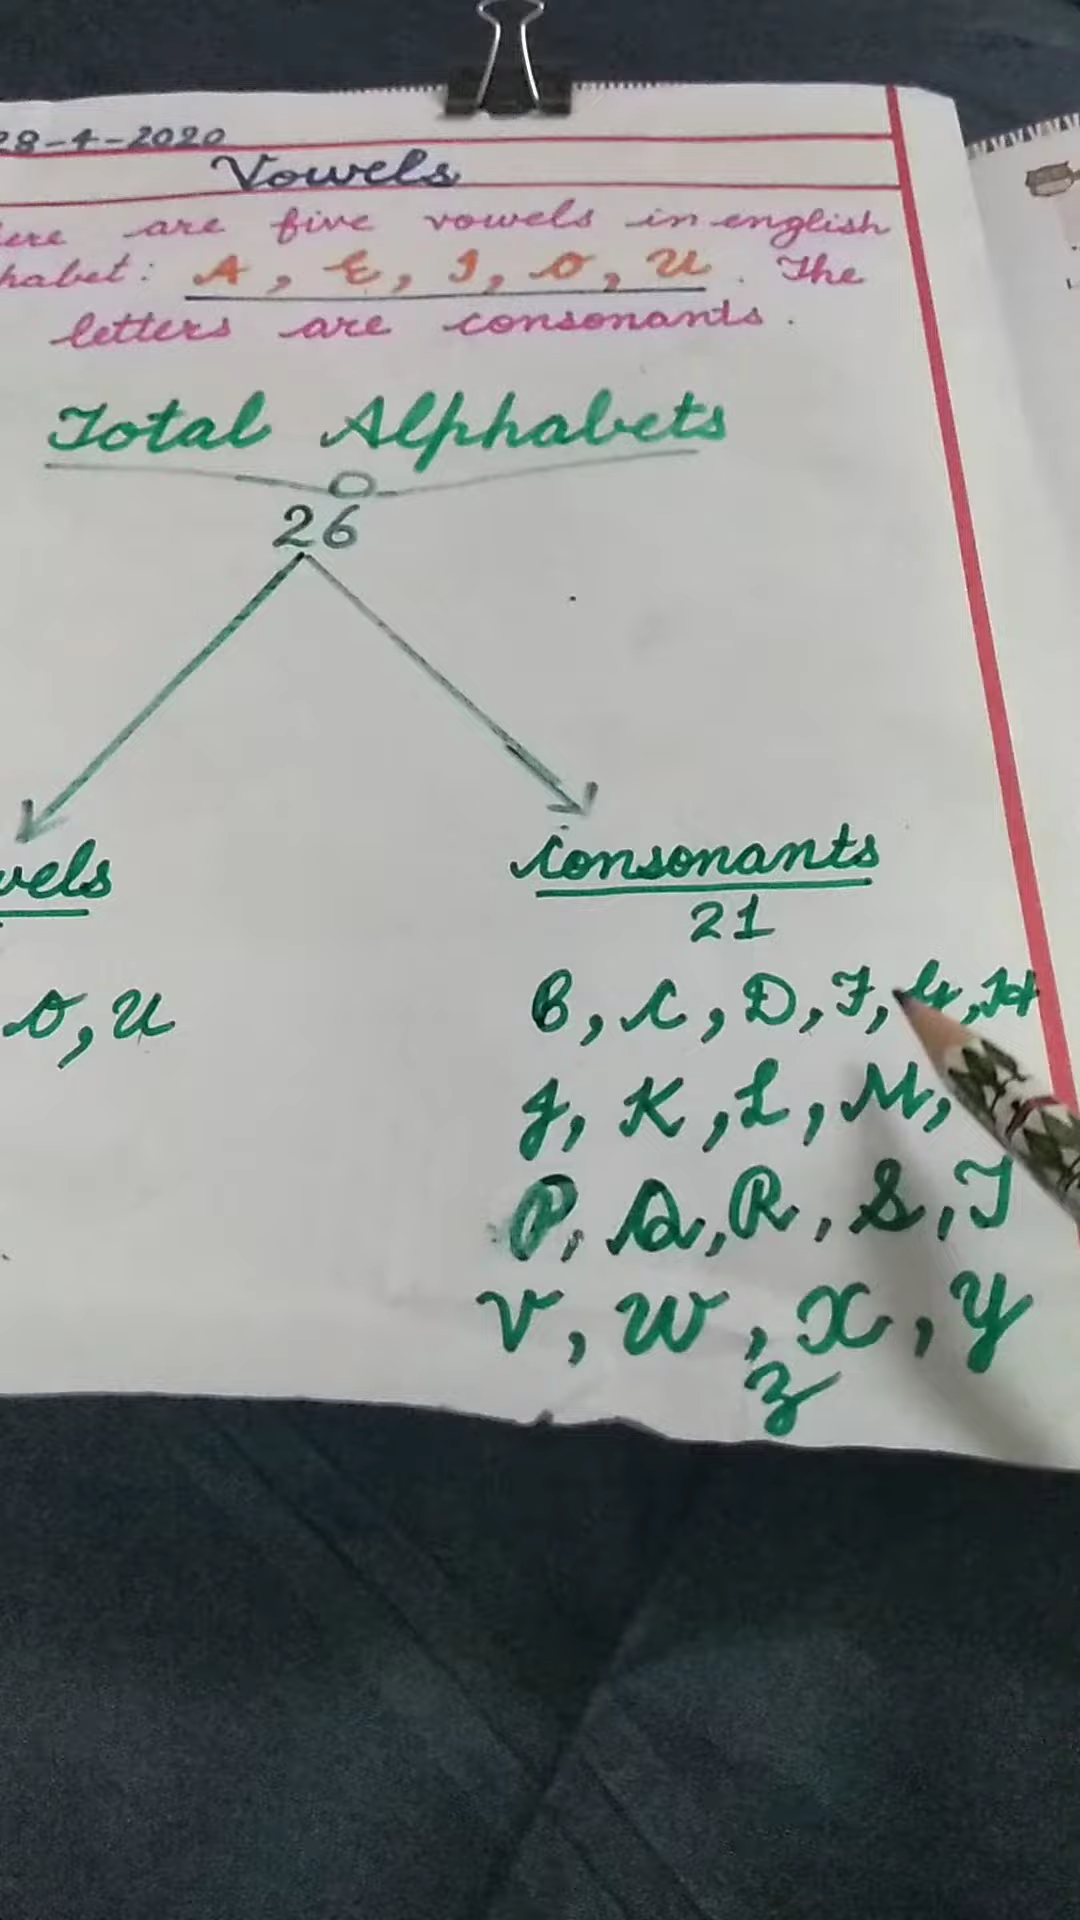 28-4-2020
Vowels
ere are five vowels in english
habet: A, E, I, O, U. The
letters are consonants.
Total Alphabets
26
vels
Consonants
21
O, U
B, C, D, F, G, H
J, K, L, M,
P, Q, R, S, T
V, W, X, Y
Z